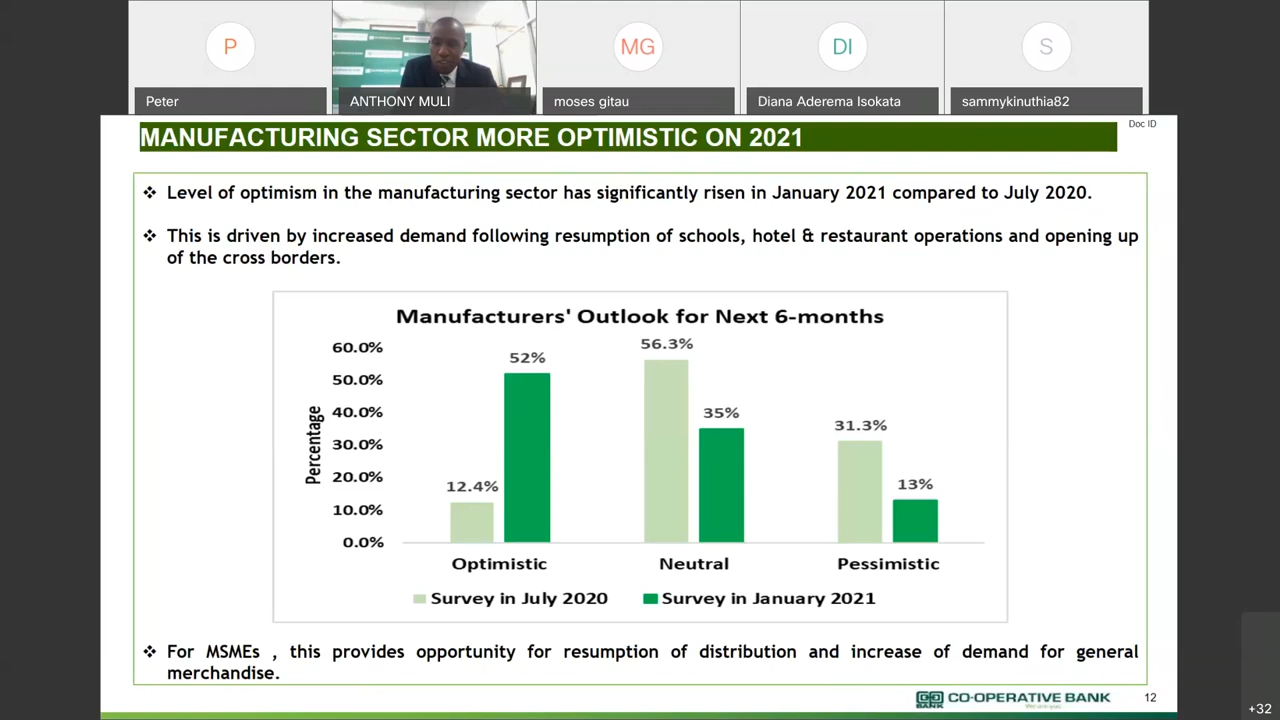 P
MG
DI
S
Peter
ANTHONY MULI
moses gitau
Diana Aderema Isokata
sammykinuthia82
Doc ID
MANUFACTURING SECTOR MORE OPTIMISTIC ON 2021
❖ Level of optimism in the manufacturing sector has significantly risen in January 2021 compared to July 2020.
❖ This is driven by increased demand following resumption of schools, hotel & restaurant operations and opening up
of the cross borders.
Manufacturers' Outlook for Next 6-months
Percentage
60.0%
50.0%
40.0%
30.0%
20.0%
10.0%
0.0%
12.4%
52%
56.3%
35%
31.3%
13%
Optimistic
Neutral
Pessimistic
Survey in July 2020
Survey in January 2021
❖ For MSMEs , this provides opportunity for resumption of distribution and increase of demand for general
merchandise.
BANK
CO-OPERATIVE BANK
We are you
12
+32